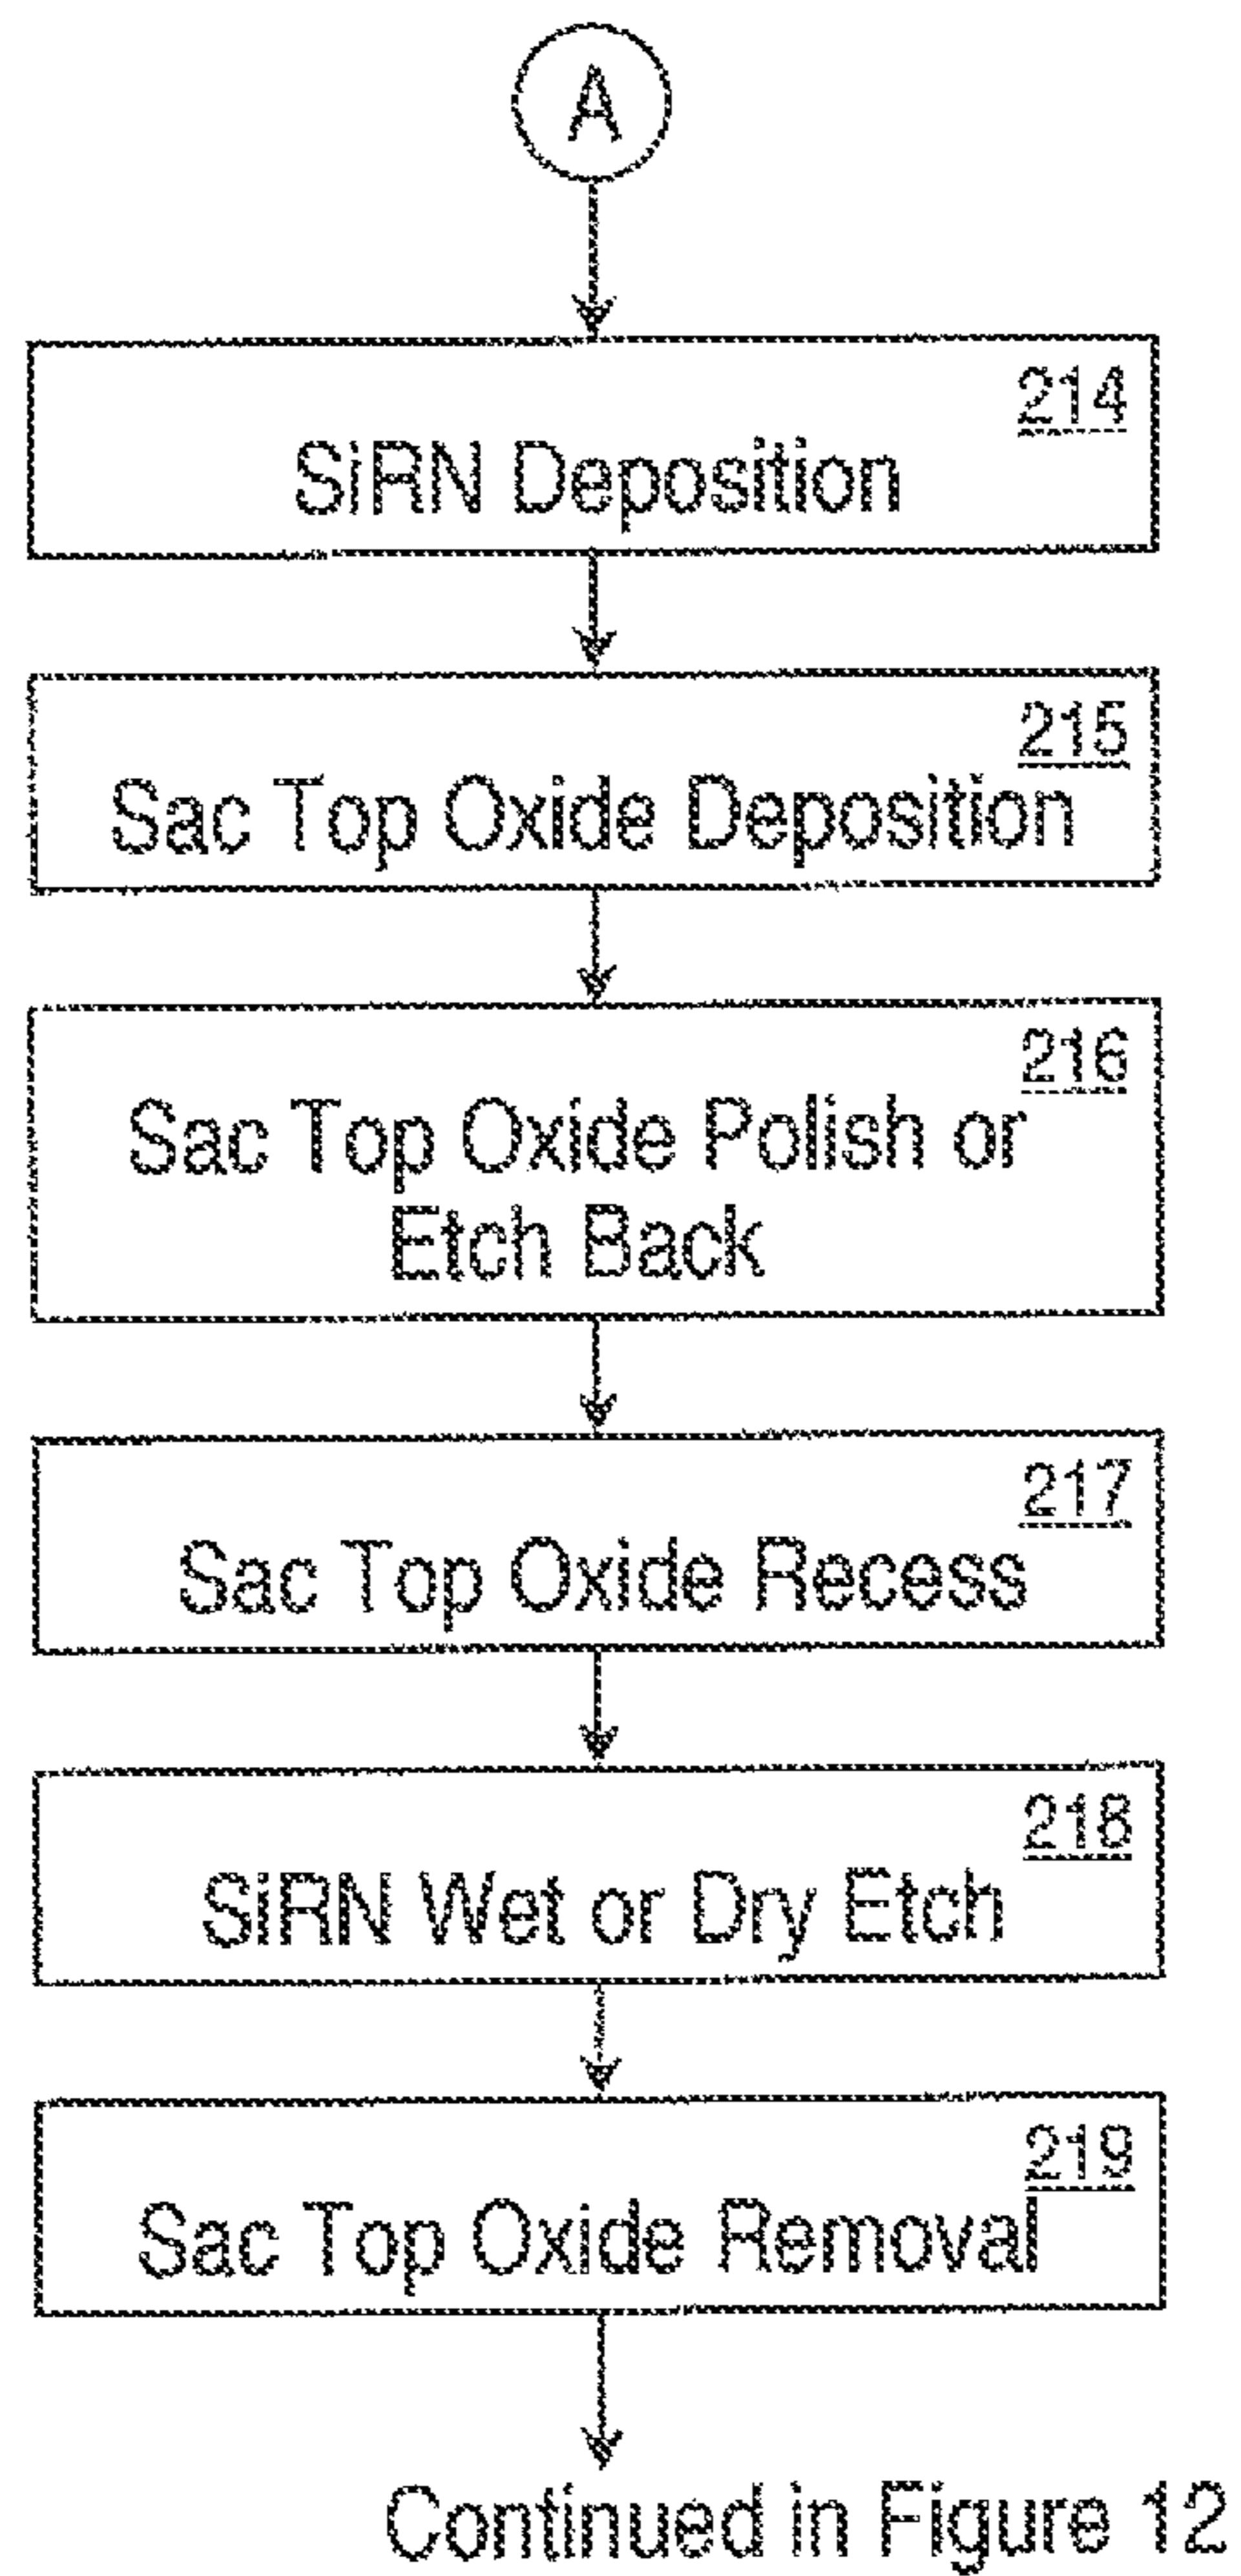 A
214
SiRN Deposition
215
Sac Top Oxide Deposition
216
Sac Top Oxide Polish or
Etch Back
217
Sac Top Oxide Recess
218
SiRN Wet or Dry Etch
219
Sac Top Oxide Removal
Continued in Figure 12